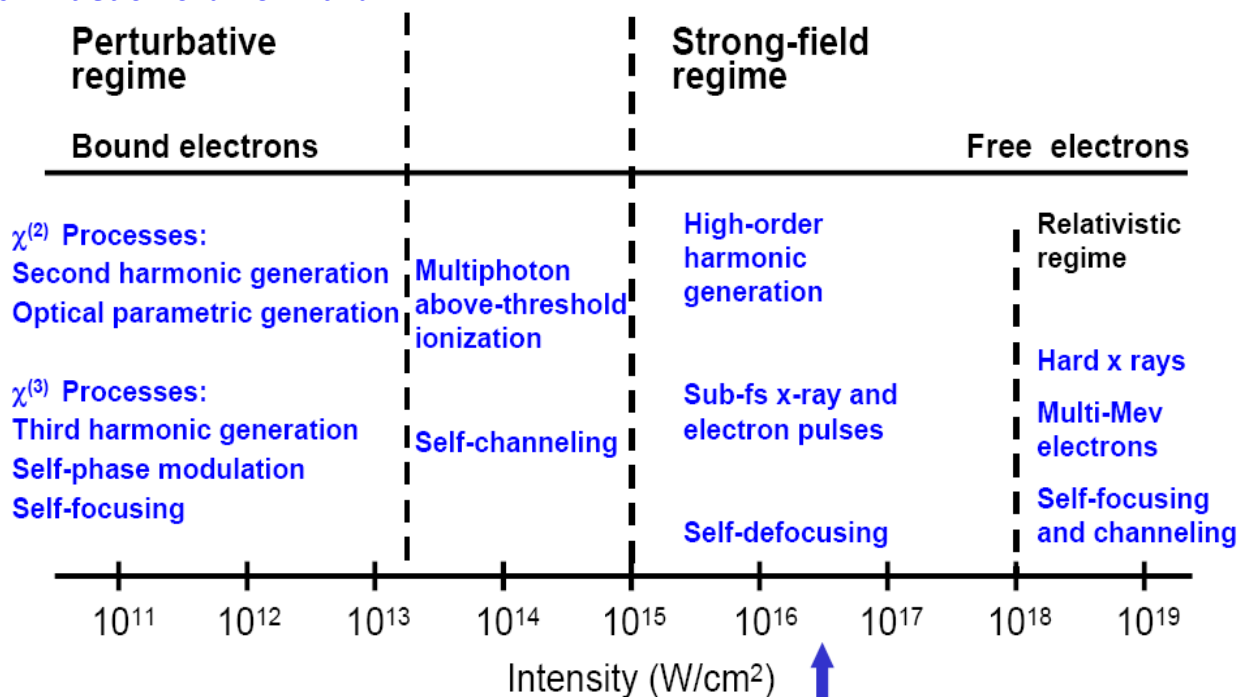 Perturbative
regime
Strong-field
regime
Bound electrons
Free electrons
χ(2) Processes:
Second harmonic generation
Optical parametric generation
χ(3) Processes:
Third harmonic generation
Self-phase modulation
Self-focusing
Multiphoton
above-threshold
ionization
Self-channeling
High-order
harmonic
generation
Sub-fs x-ray and
electron pulses
Self-defocusing
Relativistic
regime
Hard x rays
Multi-Mev
electrons
Self-focusing
and channeling
10¹¹ 10¹² 10¹³ 10¹⁴ 10¹⁵ 10¹⁶ 10¹⁷ 10¹⁸ 10¹⁹
Intensity (W/cm²)